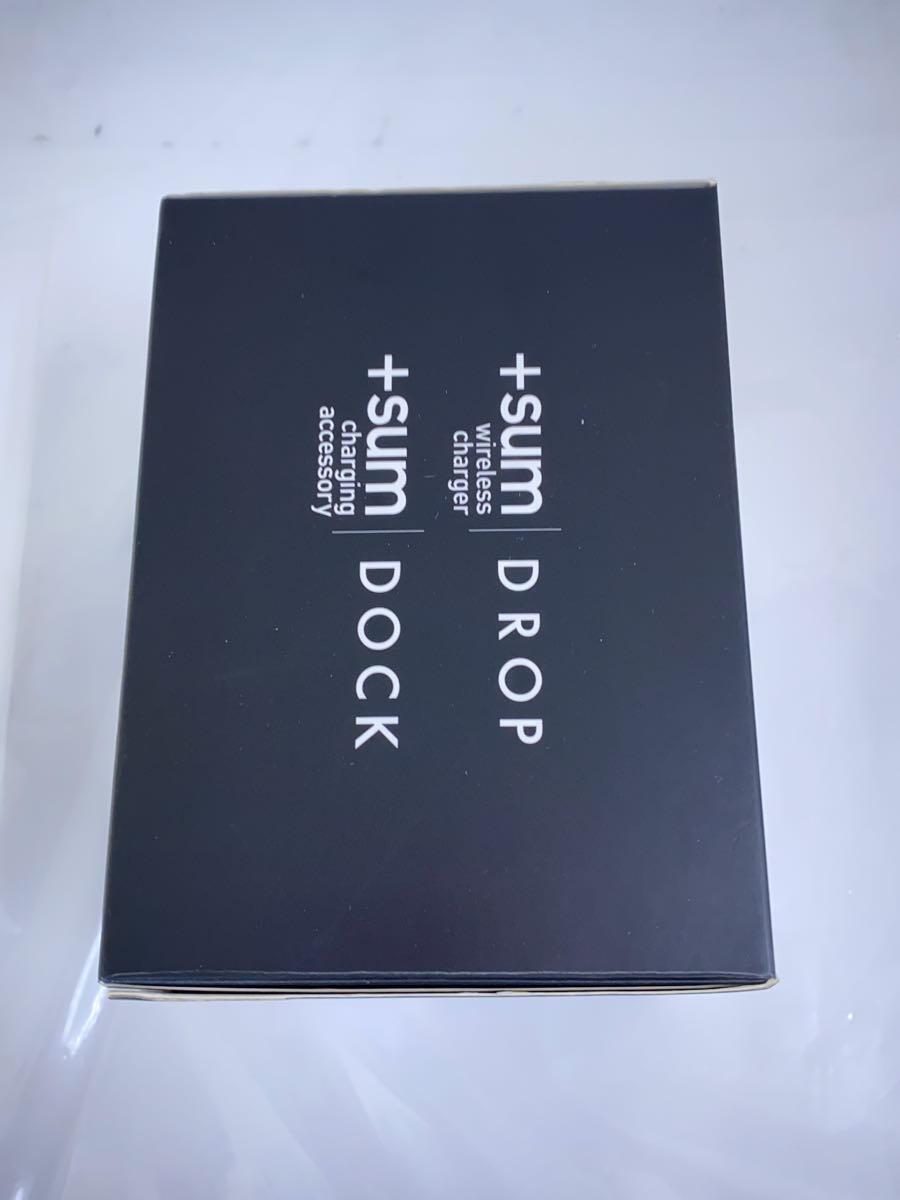 +sum
wireless
charger
DROP
+sum
charging
accessory
DOCK